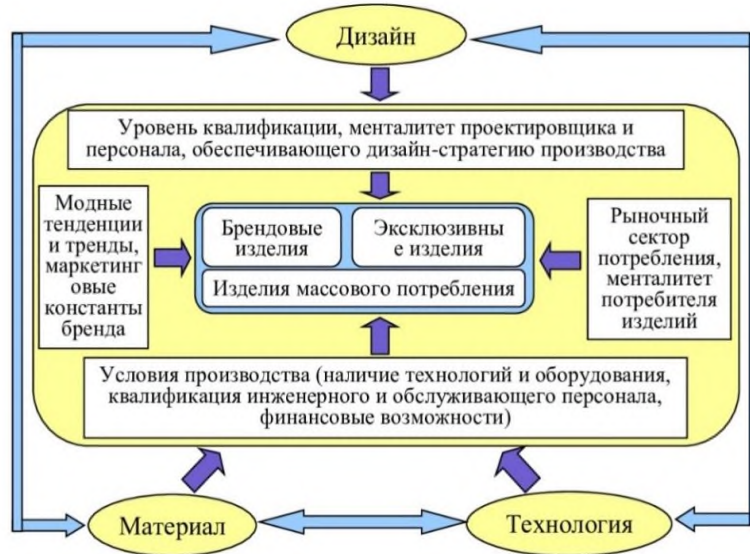 Дизайн
Уровень квалификации, менталитет проектировщика и
персонала, обеспечивающего дизайн-стратегию производства
Модные
тенденции
и тренды,
маркетинг
овые
константы
бренда
Брендовые
изделия
Эксклюзивны
е изделия
Изделия массового потребления
Рыночный
сектор
потребления,
менталитет
потребителя
изделий
Условия производства (наличие технологий и оборудования,
квалификация инженерного и обслуживающего персонала,
финансовые возможности)
Материал
Технология